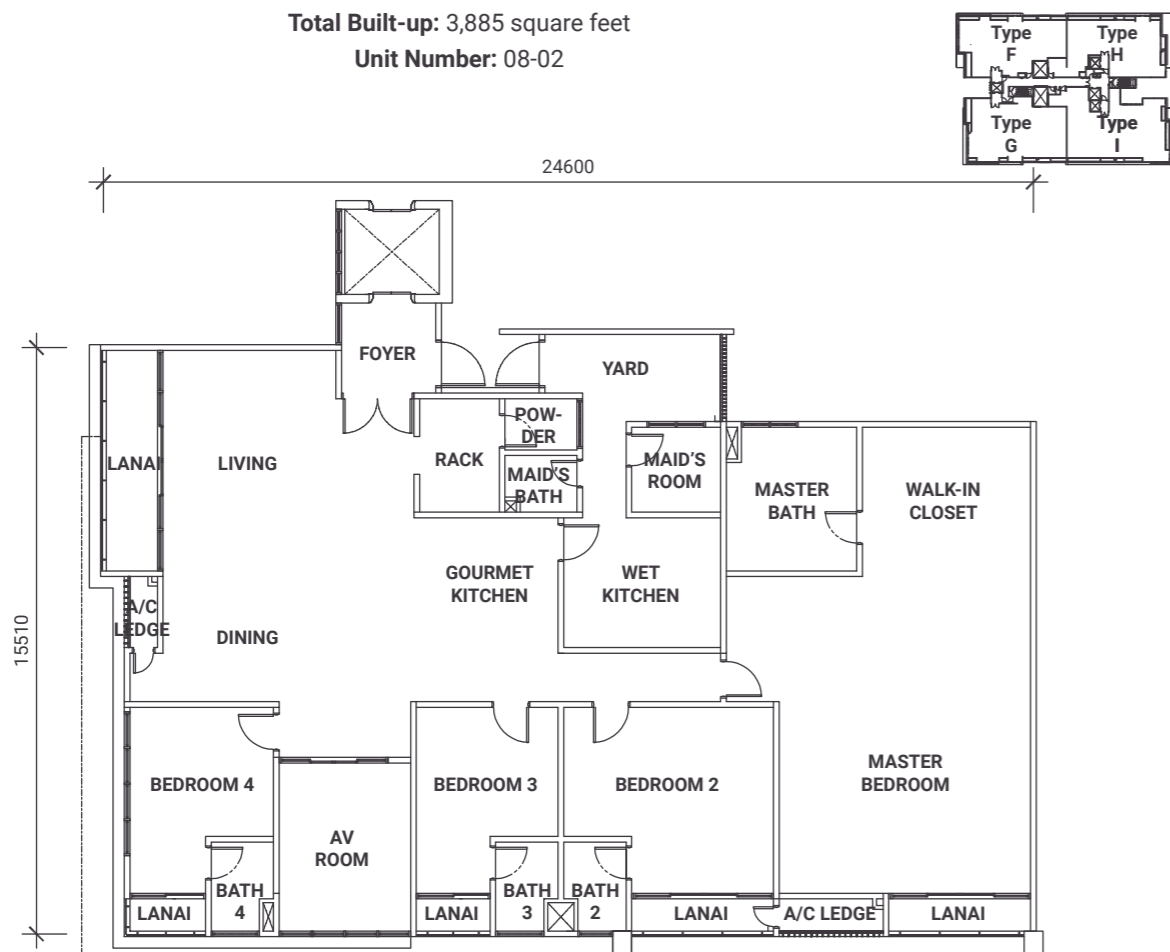 Total Built-up: 3,885 square feet
Unit Number: 08-02
Type
F
Type
H
Type
G
Type
I
24600
15510
FOYER
YARD
POW-
DER
LANAI
LIVING
RACK
MAID'S
BATH
MAID'S
ROOM
MASTER
BATH
WALK-IN
CLOSET
GOURMET
KITCHEN
WET
KITCHEN
A/C
LEDGE
DINING
BEDROOM 4
AV
ROOM
BEDROOM 3
BEDROOM 2
MASTER
BEDROOM
LANAI
BATH
4
LANAI
BATH
3
BATH
2
LANAI
A/C LEDGE
LANAI